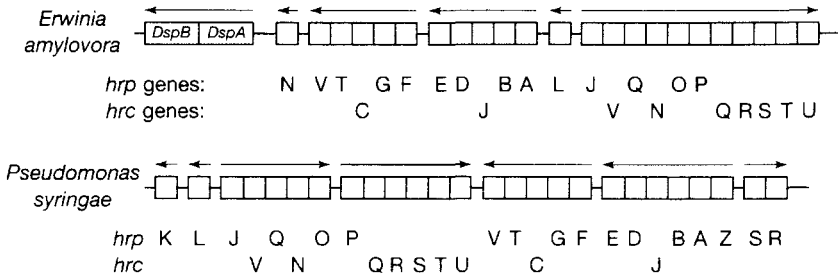 Erwinia
amylovora
DspB DspA
hrp genes: N V T G F E D B A L J Q O P
hrc genes: C J V N Q R S T U
Pseudomonas
syringae
hrp K L J Q O P V T G F E D B A Z S R
hrc V N Q R S T U C J